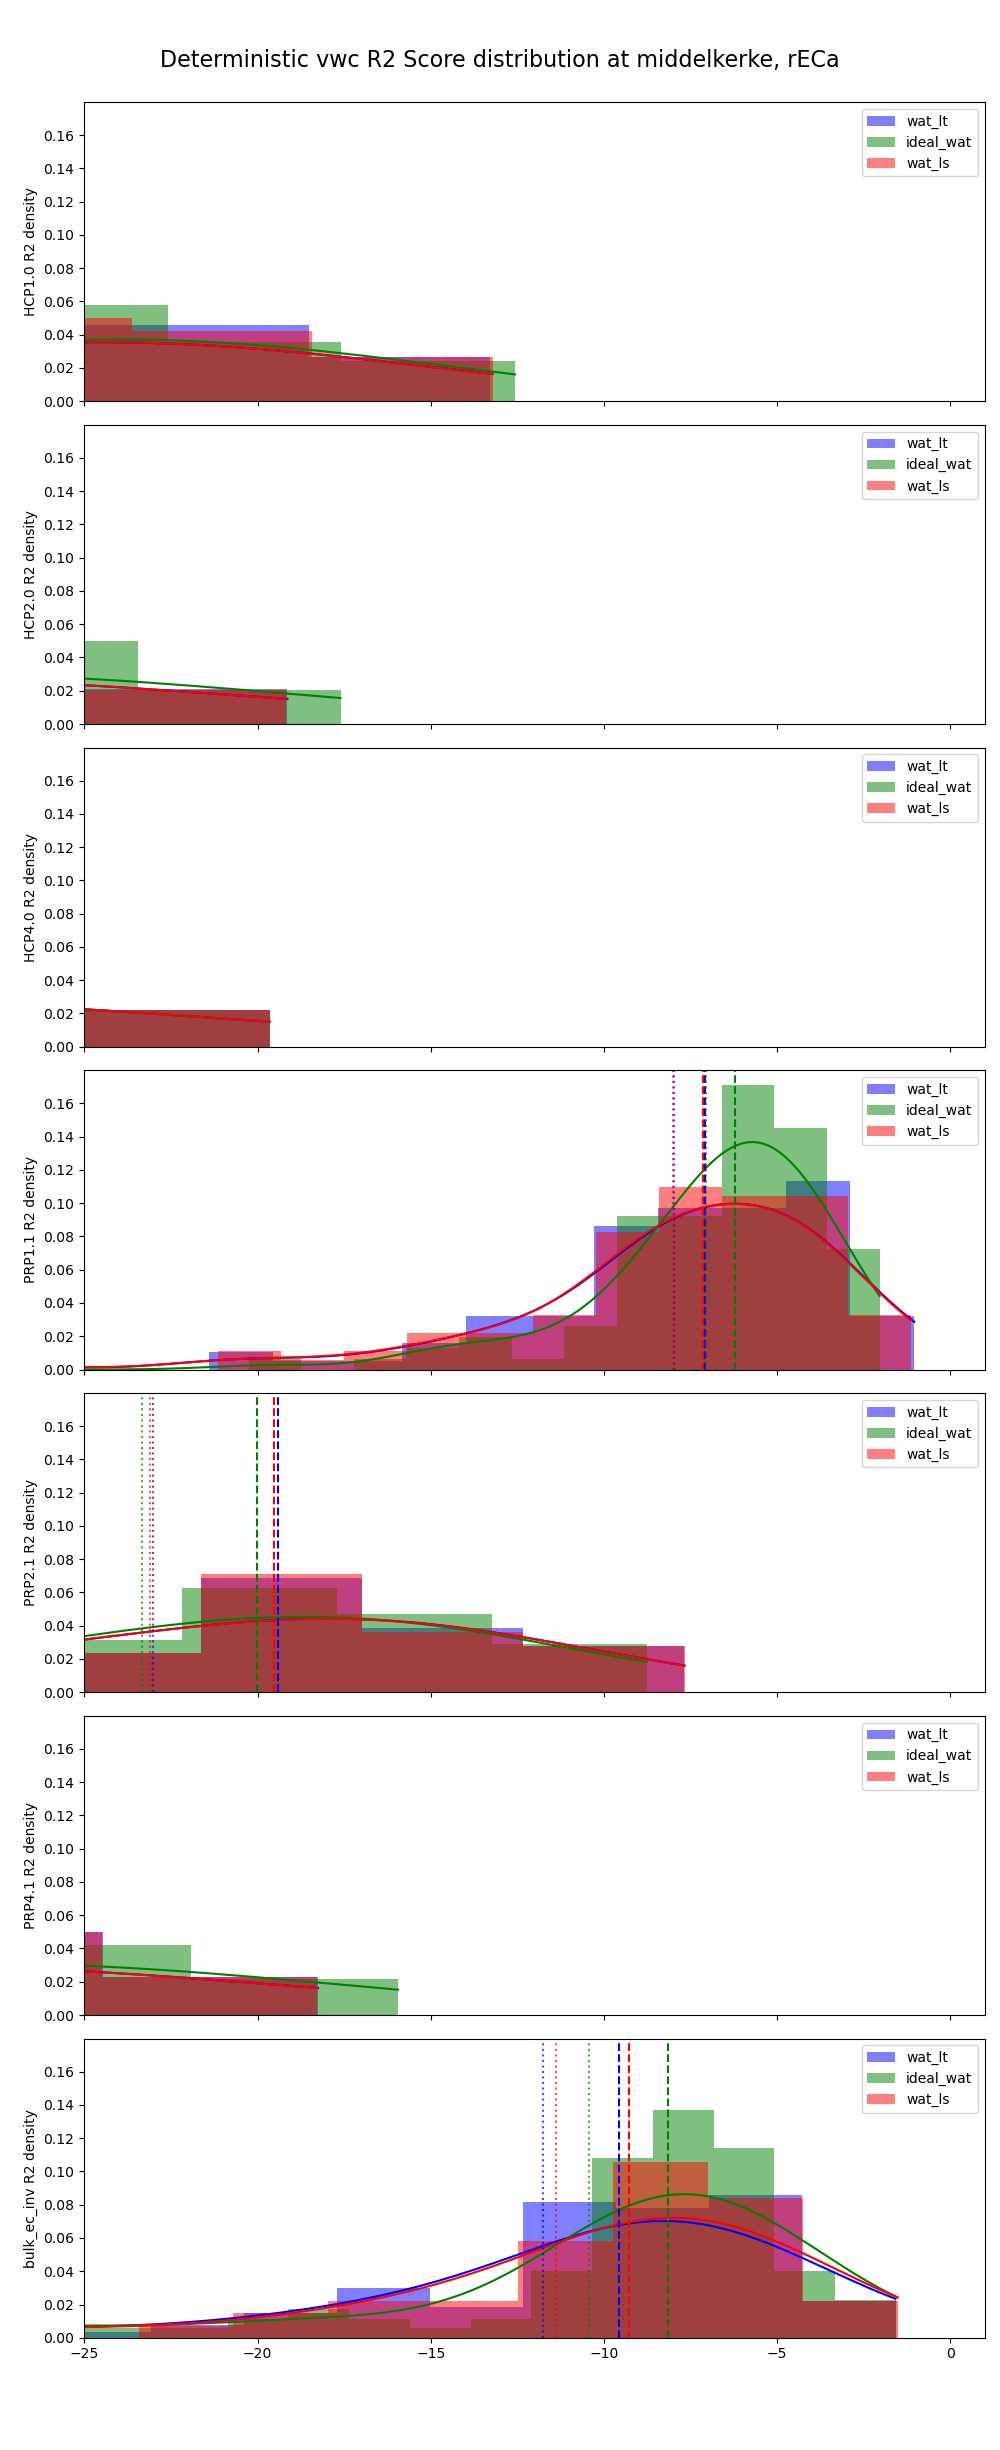 Deterministic vwc R2 Score distribution at middelkerke, rECa
HCP1.0 R2 density
0.16
0.14
0.12
0.10
0.08
0.06
0.04
0.02
0.00
wat_lt
ideal_wat
wat_ls
HCP2.0 R2 density
0.16
0.14
0.12
0.10
0.08
0.06
0.04
0.02
0.00
wat_lt
ideal_wat
wat_ls
HCP4.0 R2 density
0.16
0.14
0.12
0.10
0.08
0.06
0.04
0.02
0.00
wat_lt
ideal_wat
wat_ls
PRP1.1 R2 density
0.16
0.14
0.12
0.10
0.08
0.06
0.04
0.02
0.00
wat_lt
ideal_wat
wat_ls
PRP2.1 R2 density
0.16
0.14
0.12
0.10
0.08
0.06
0.04
0.02
0.00
wat_lt
ideal_wat
wat_ls
PRP4.1 R2 density
0.16
0.14
0.12
0.10
0.08
0.06
0.04
0.02
0.00
wat_lt
ideal_wat
wat_ls
bulk_ec_inv R2 density
0.16
0.14
0.12
0.10
0.08
0.06
0.04
0.02
0.00
wat_lt
ideal_wat
wat_ls
−25 −20 −15 −10 −5 0